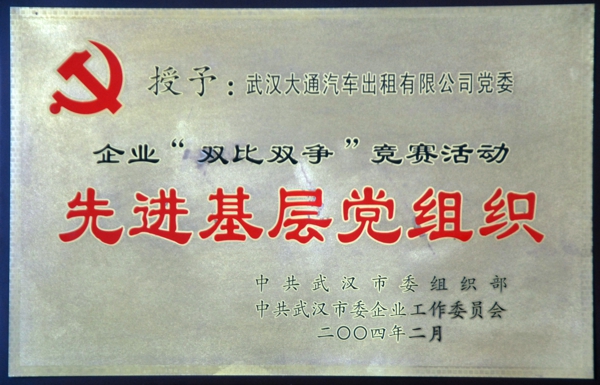 授予：武汉大通汽车出租有限公司党委
企业“双比双争”竞赛活动
先进基层党组织
中共武汉市委组织部
中共武汉市委企业工作委员会
二〇〇四年二月